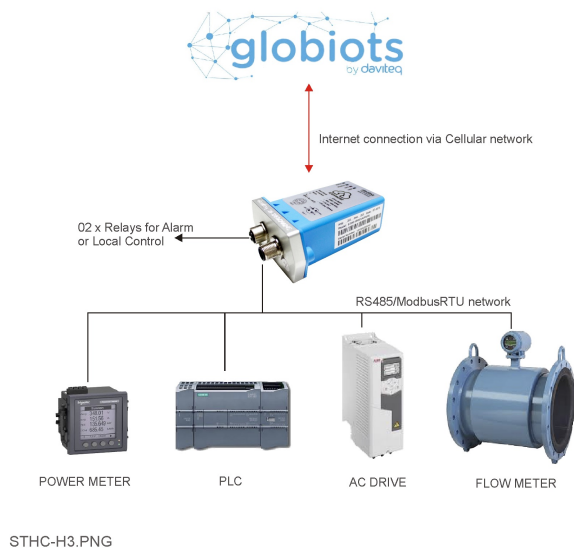 globiots
by daviteq
Internet connection via Cellular network
02 x Relays for Alarm
or Local Control
RS485/ModbusRTU network
POWER METER
PLC
AC DRIVE
FLOW METER
STHC-H3.PNG